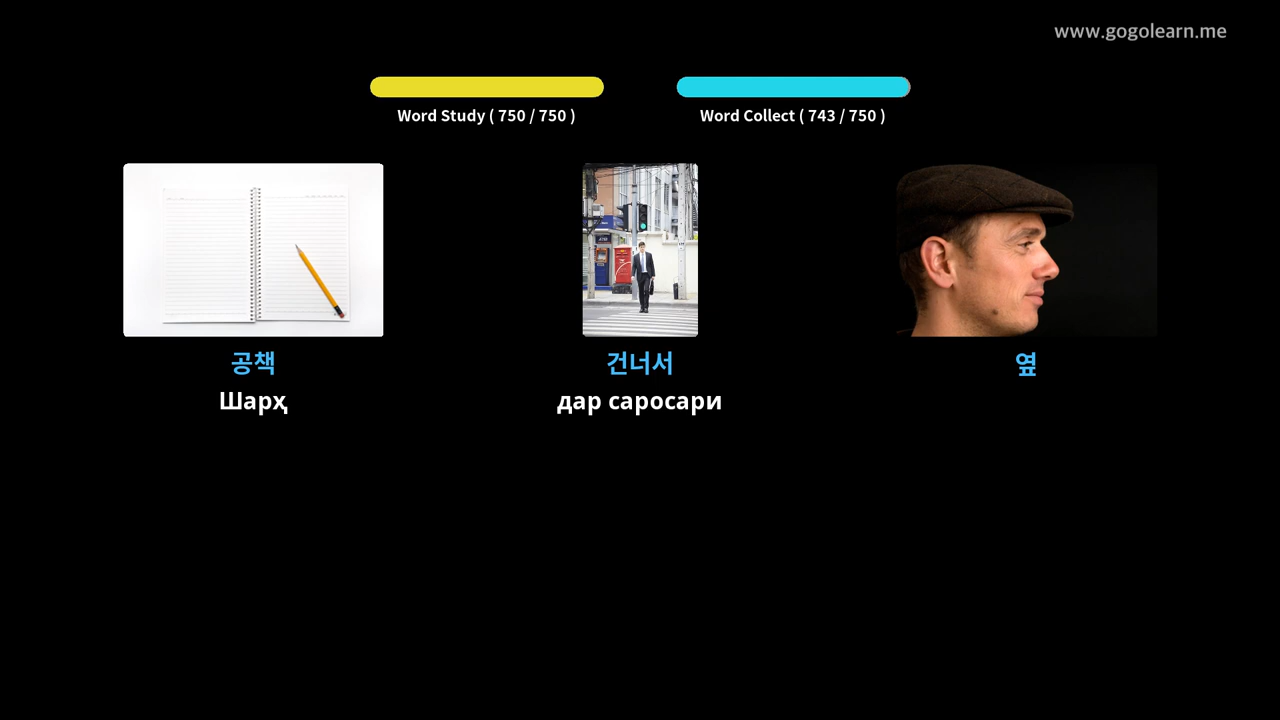 www.gogolearn.me
Word Study ( 750 / 750 )
Word Collect ( 743 / 750 )
공책
건너서
옆
Шарҳ
дар саросари